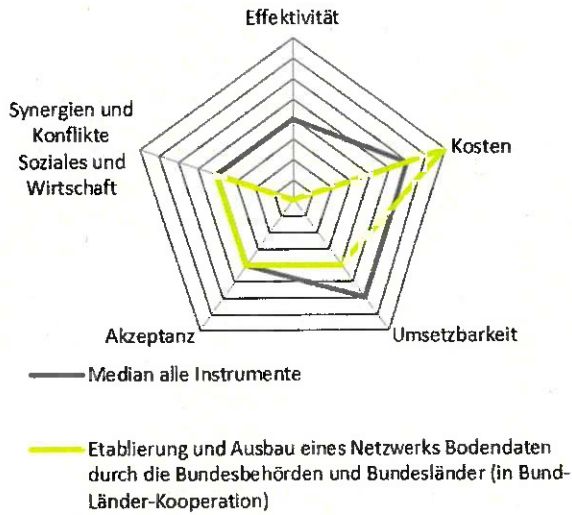 Effektivität
Synergien und
Konflikte
Soziales und
Wirtschaft
Kosten
Akzeptanz
Umsetzbarkeit
Median alle Instrumente
Etablierung und Ausbau eines Netzwerks Bodendaten
durch die Bundesbehörden und Bundesländer (in Bund-
Länder-Kooperation)